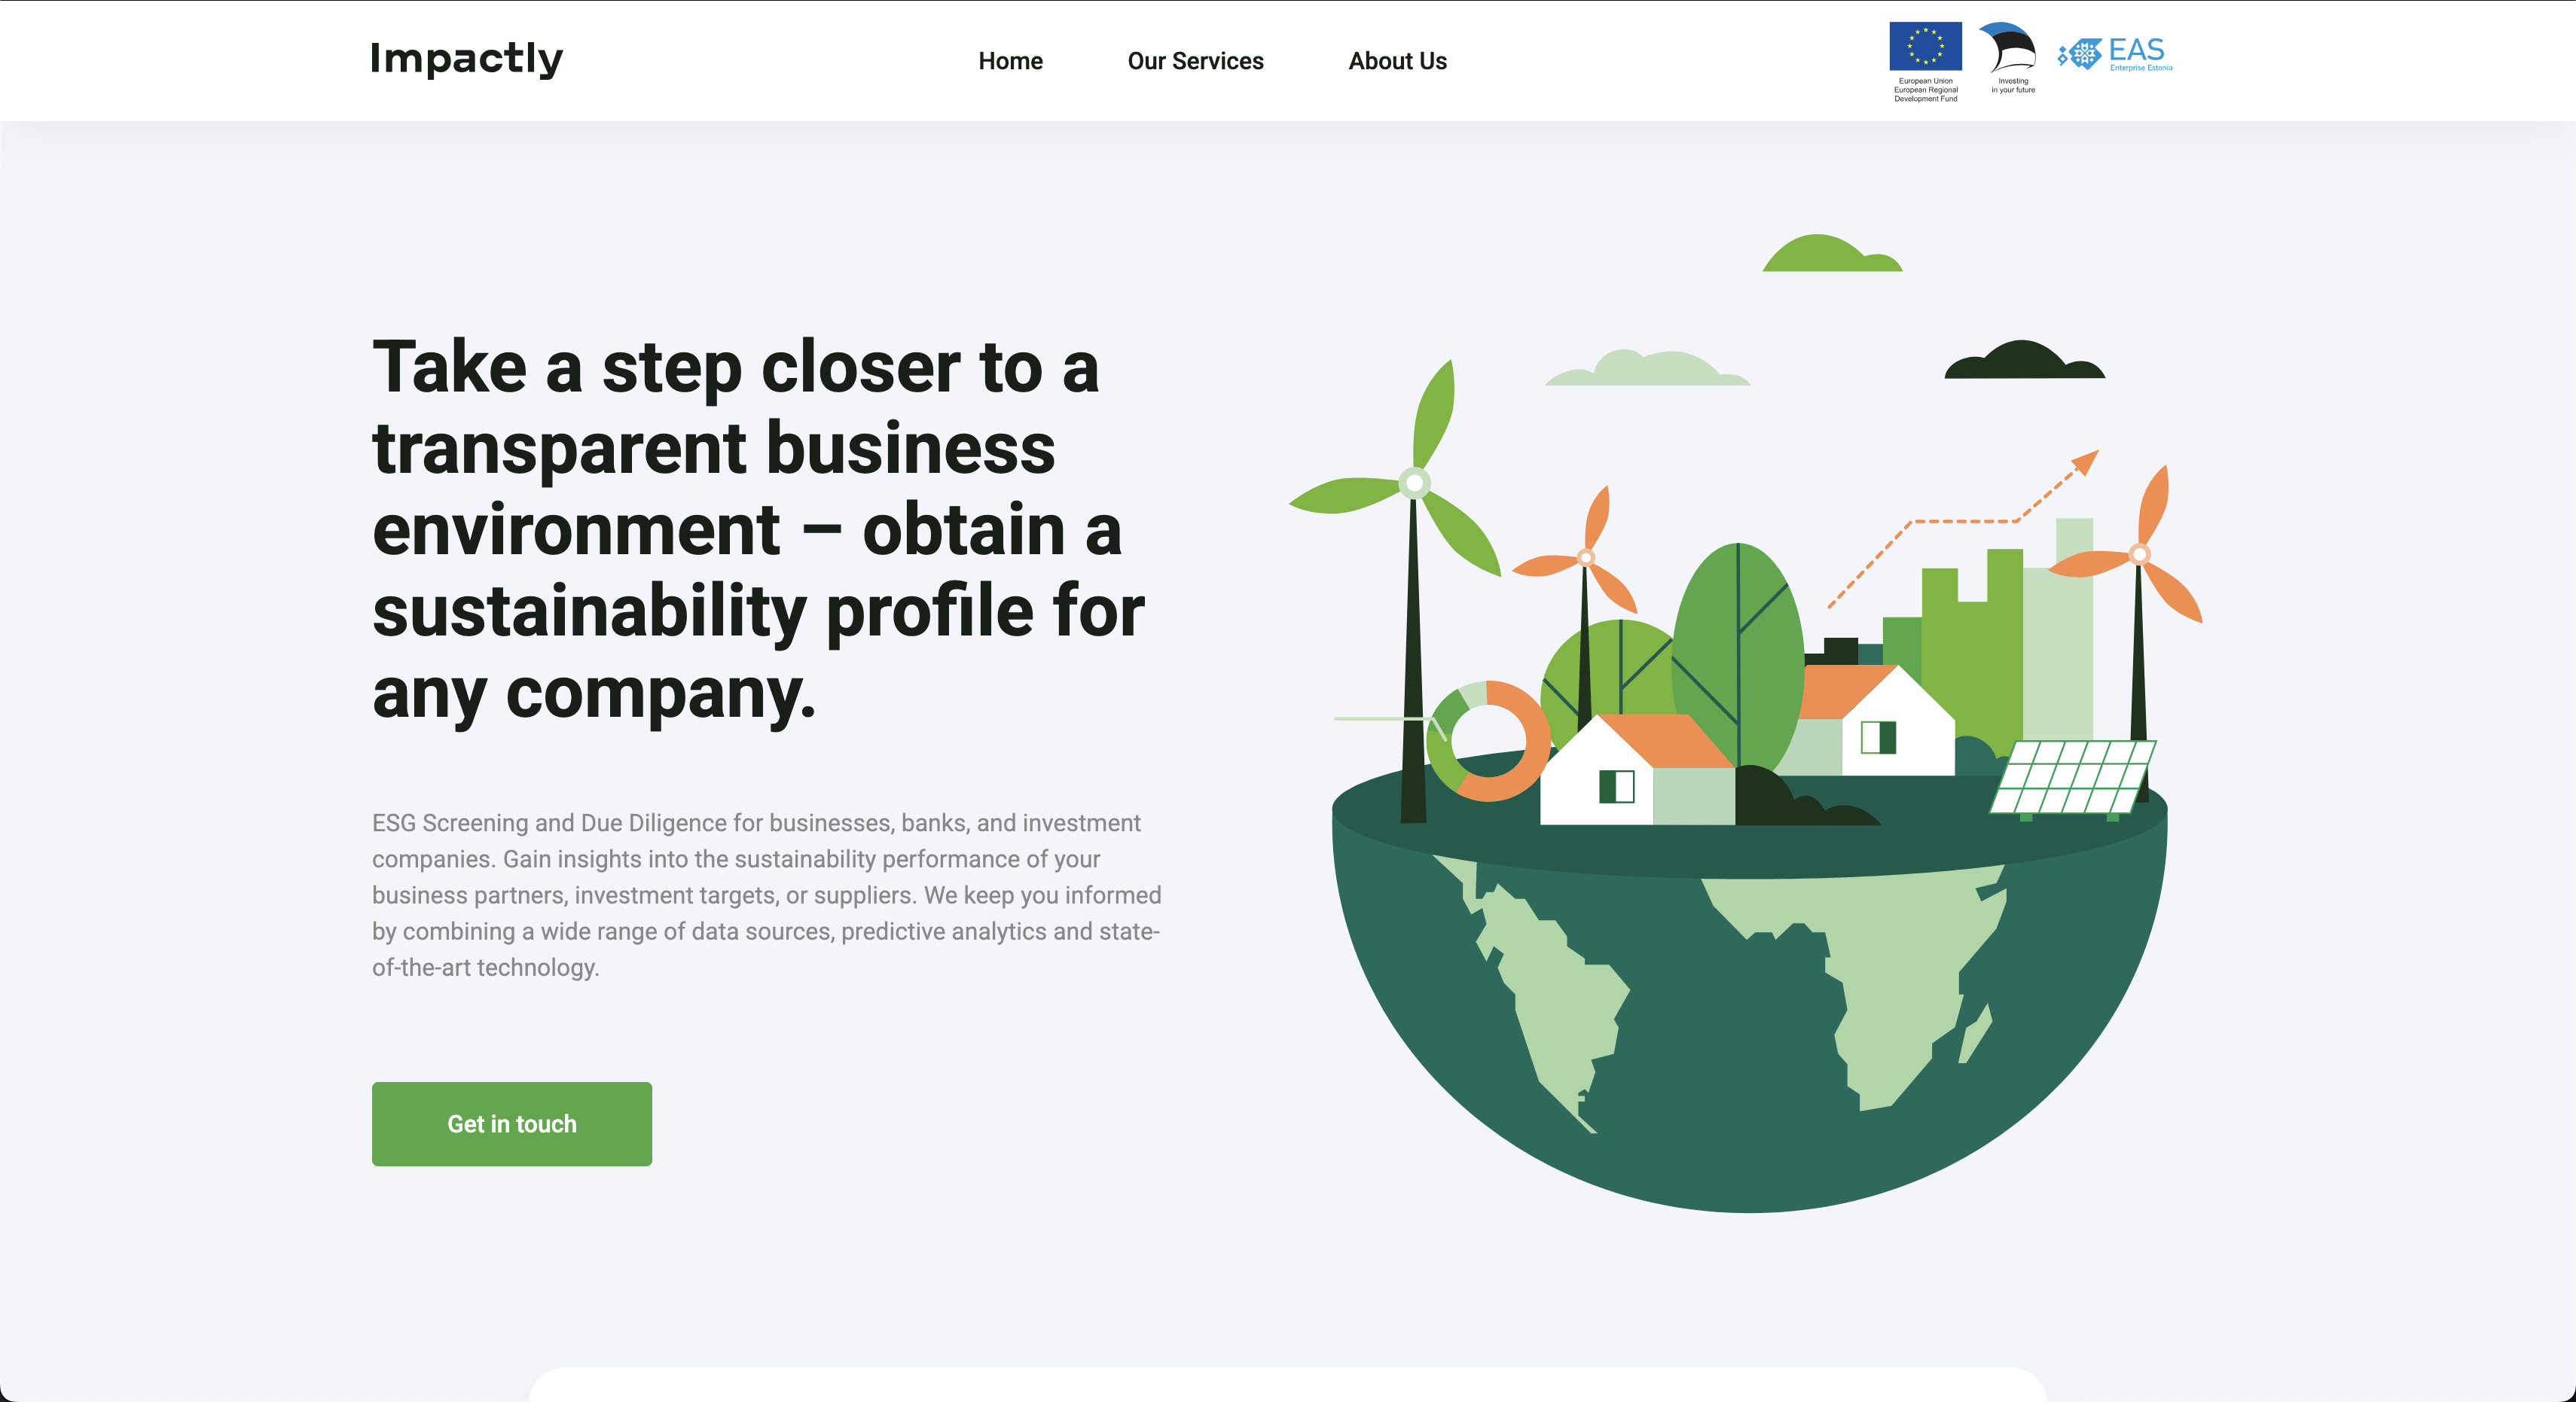 Impactly
Home
Our Services
About Us
European Union
European Regional
Development Fund
Investing
in your future
EAS
Enterprise Estonia
Take a step closer to a
transparent business
environment – obtain a
sustainability profile for
any company.
ESG Screening and Due Diligence for businesses, banks, and investment
companies. Gain insights into the sustainability performance of your
business partners, investment targets, or suppliers. We keep you informed
by combining a wide range of data sources, predictive analytics and state-
of-the-art technology.
Get in touch